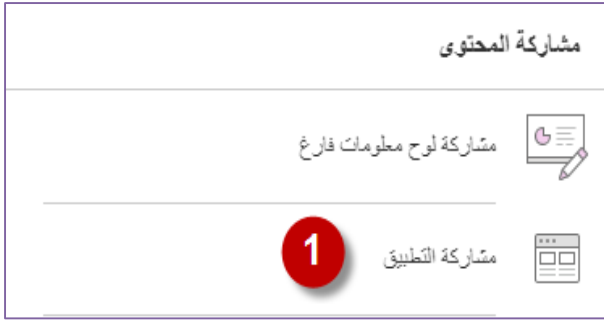 مشاركة المحتوى
مشاركة لوح معلومات فارغ
مشاركة التطبيق
1